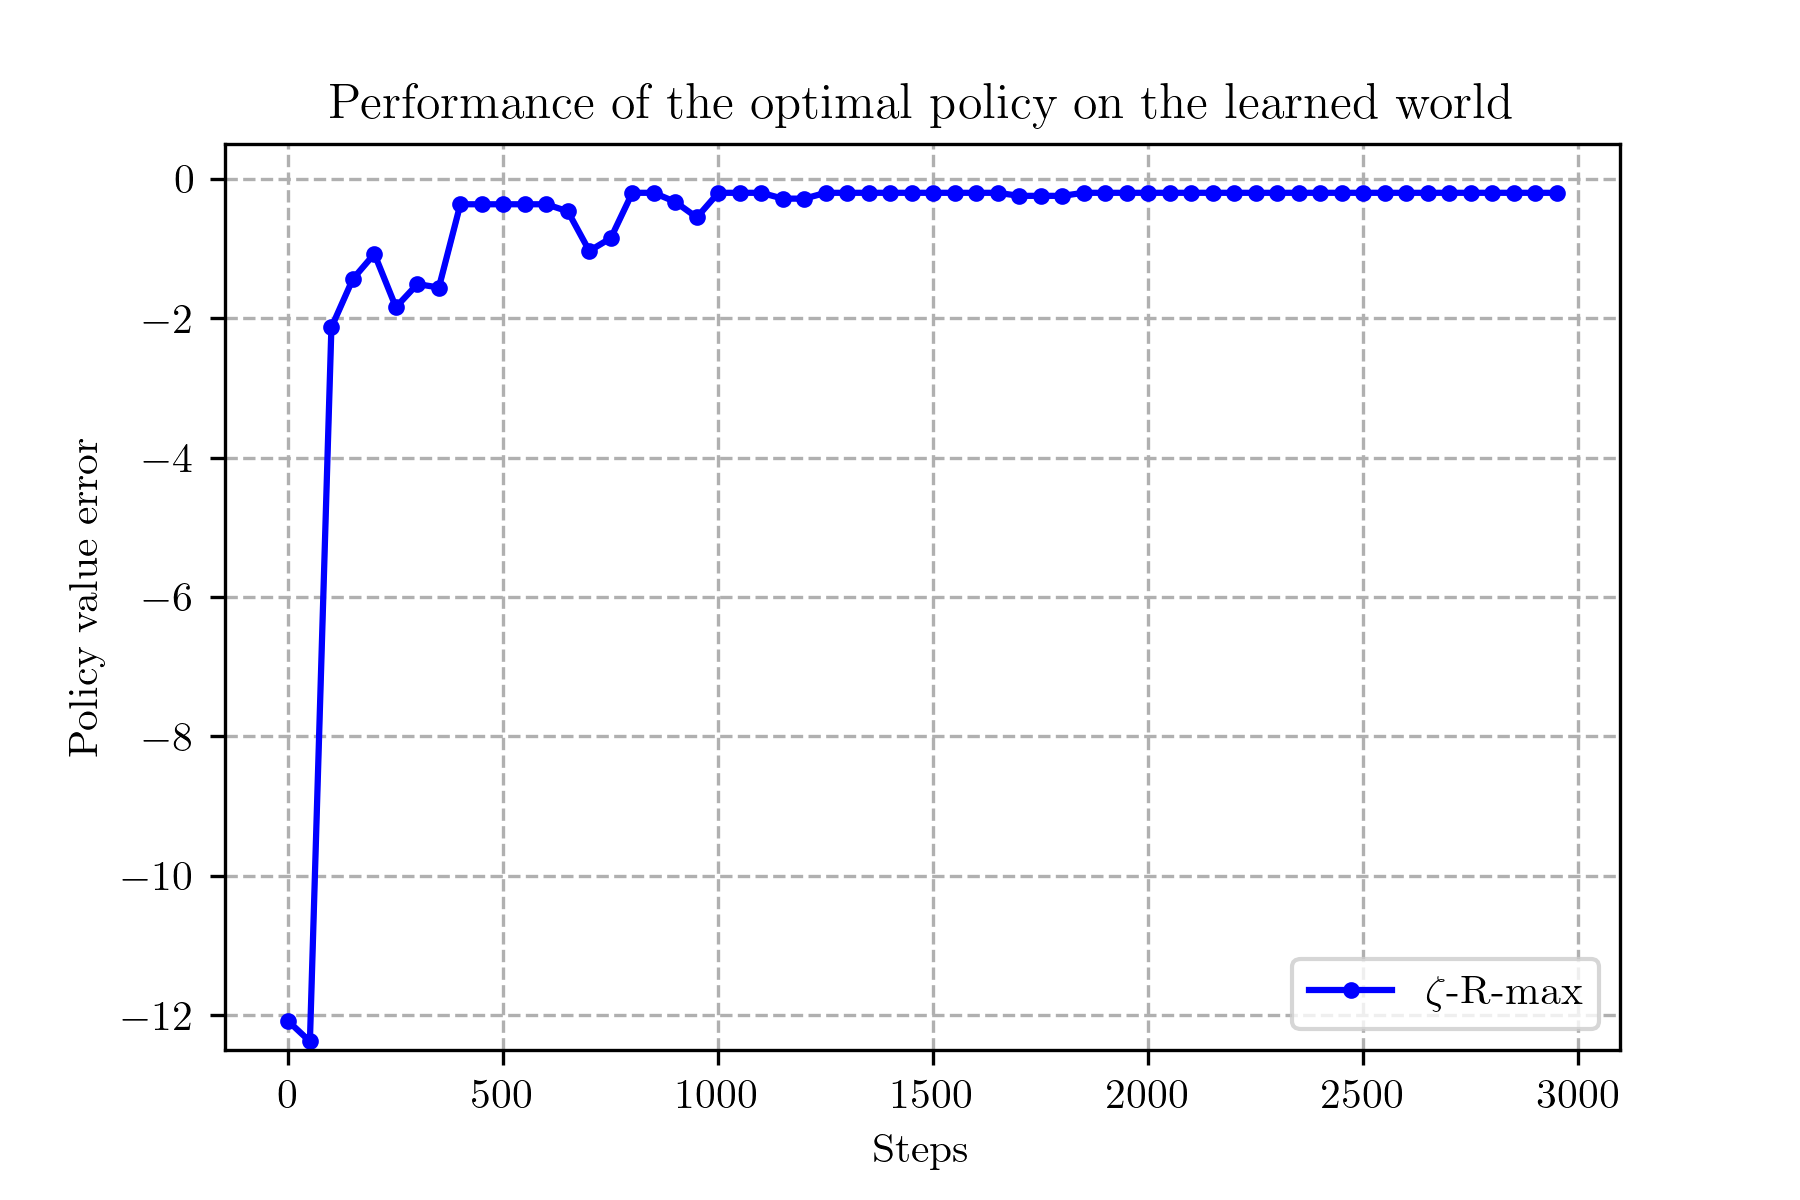 Performance of the optimal policy on the learned world
Policy value error
0
−2
−4
−6
−8
−10
−12
ζ-R-max
0 500 1000 1500 2000 2500 3000
Steps